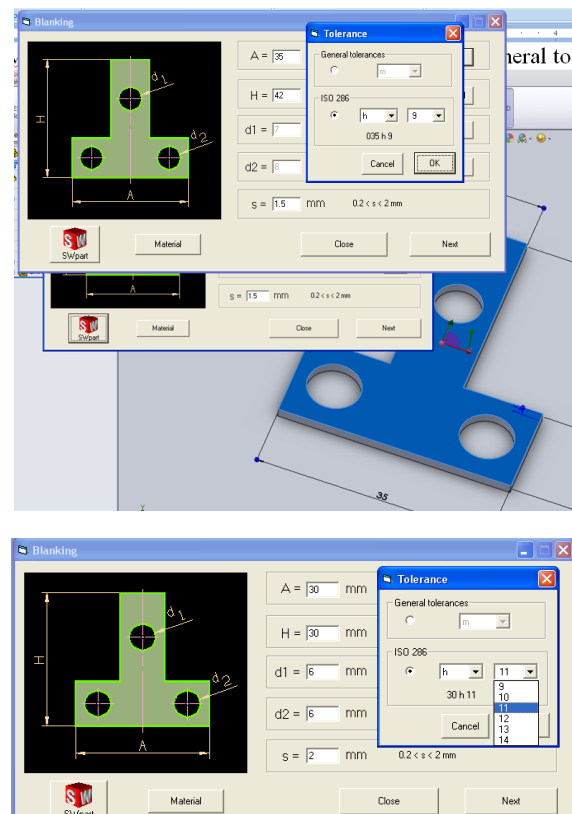 Blanking
Tolerance
neral to
A = 35
General tolerances
m
H = 42
ISO 286
h 9
d1 = 7
035 h 9
d2 = 8
Cancel OK
s = 1.5 mm 0.2 < s < 2 mm
SWpart Material Close Next
H
A
d1
d2
A
s = 1.5 mm 0.2 < s < 2 mm
SWpart Material Close Next
35
Blanking
Tolerance
A = 30 mm
General tolerances
m
H = 30 mm
ISO 286
h 11
d1 = 6 mm
30 h 11
9
10
11
12
13
14
d2 = 6 mm
Cancel
s = 2 mm 0.2 < s < 2 mm
H
A
d1
d2
SWpart Material Close Next